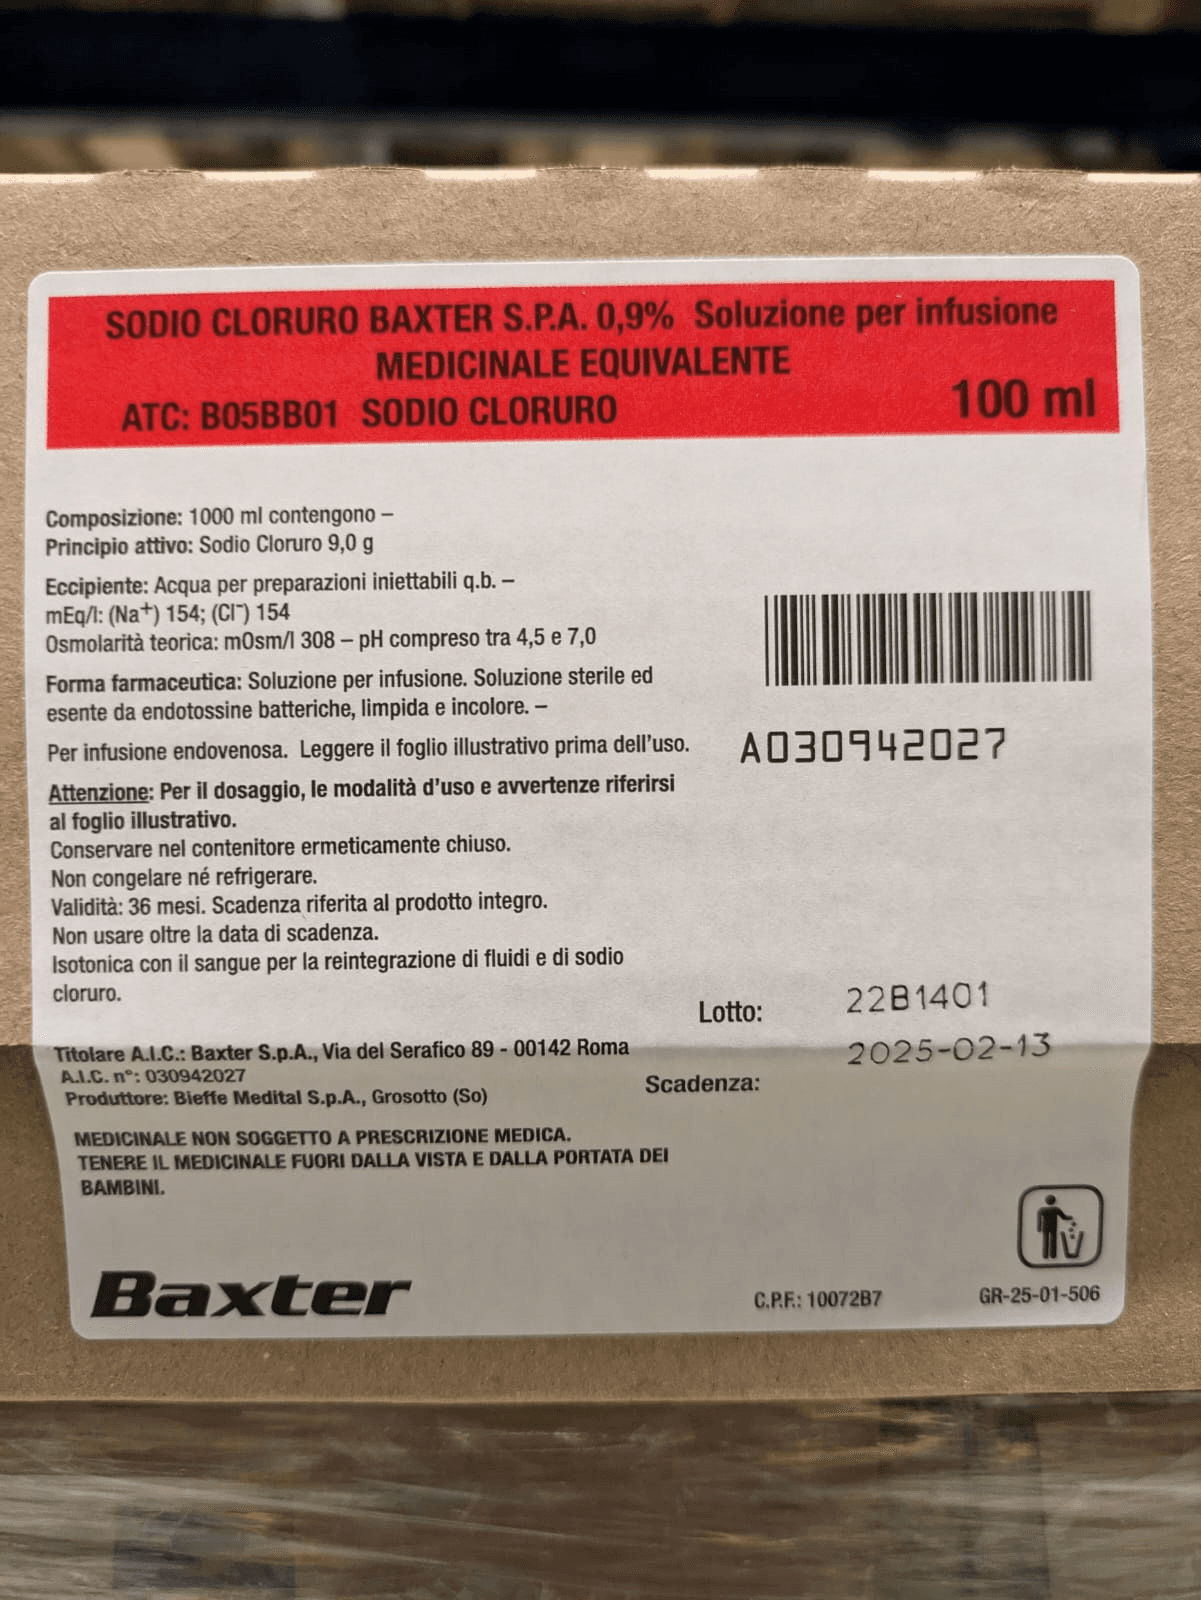 SODIO CLORURO BAXTER S.P.A. 0,9% Soluzione per infusione
MEDICINALE EQUIVALENTE
ATC: B05BB01 SODIO CLORURO
100 ml
Composizione: 1000 ml contengono –
Principio attivo: Sodio Cloruro 9,0 g
Eccipiente: Acqua per preparazioni iniettabili q.b. –
mEq/l: (Na⁺) 154; (Cl⁻) 154
Osmolarità teorica: mOsm/l 308 – pH compreso tra 4,5 e 7,0
Forma farmaceutica: Soluzione per infusione. Soluzione sterile ed
esente da endotossine batteriche, limpida e incolore. –
Per infusione endovenosa. Leggere il foglio illustrativo prima dell'uso.
Attenzione: Per il dosaggio, le modalità d'uso e avvertenze riferirsi
al foglio illustrativo.
Conservare nel contenitore ermeticamente chiuso.
Non congelare né refrigerare.
Validità: 36 mesi. Scadenza riferita al prodotto integro.
Non usare oltre la data di scadenza.
Isotonica con il sangue per la reintegrazione di fluidi e di sodio
cloruro.
A030942027
Lotto: 22B1401
2025-02-13
Scadenza:
Titolare A.I.C.: Baxter S.p.A., Via del Serafico 89 - 00142 Roma
A.I.C. n°: 030942027
Produttore: Bieffe Medital S.p.A., Grosotto (So)
MEDICINALE NON SOGGETTO A PRESCRIZIONE MEDICA.
TENERE IL MEDICINALE FUORI DALLA VISTA E DALLA PORTATA DEI
BAMBINI.
Baxter
C.P.F.: 10072B7
GR-25-01-506